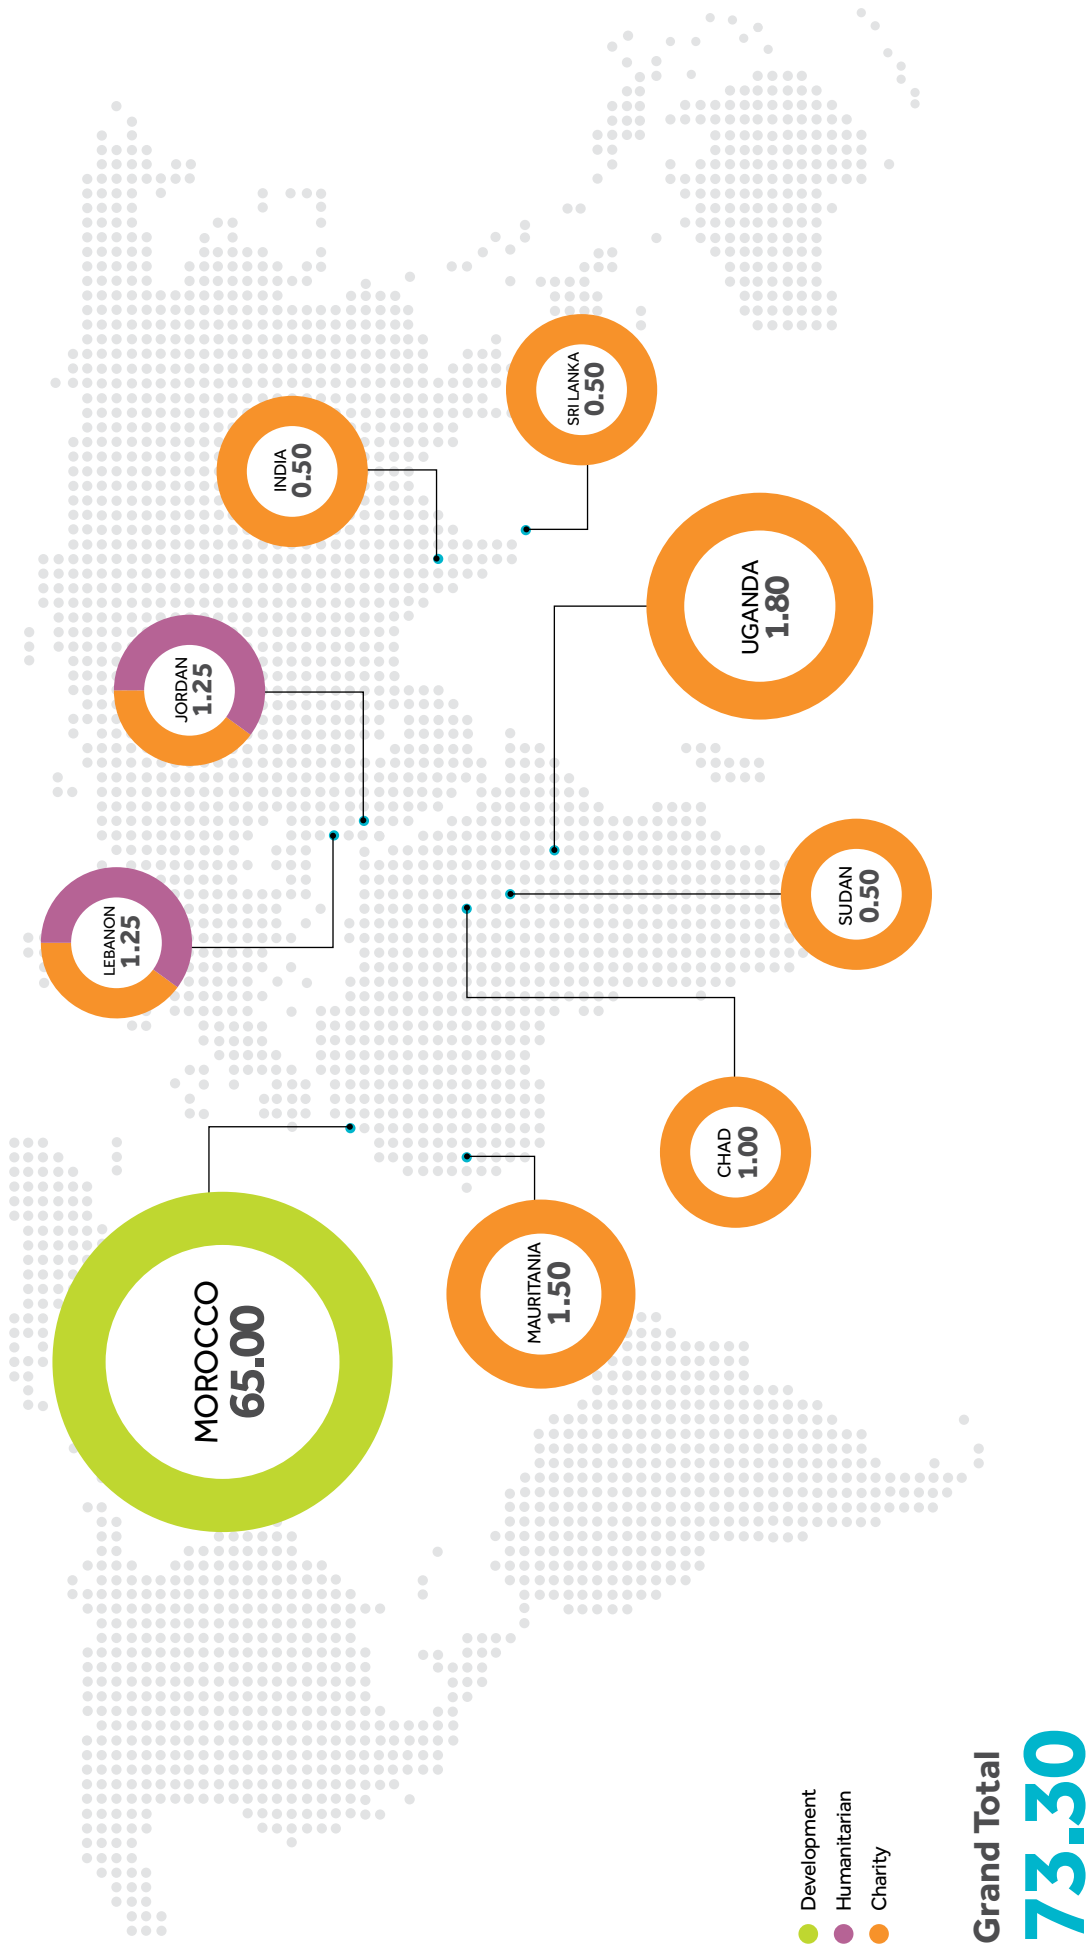 MOROCCO
65.00
LEBANON
1.25
JORDAN
1.25
INDIA
0.50
SRI LANKA
0.50
MAURITANIA
1.50
CHAD
1.00
SUDAN
0.50
UGANDA
1.80
Development
Humanitarian
Charity
Grand Total
73.30